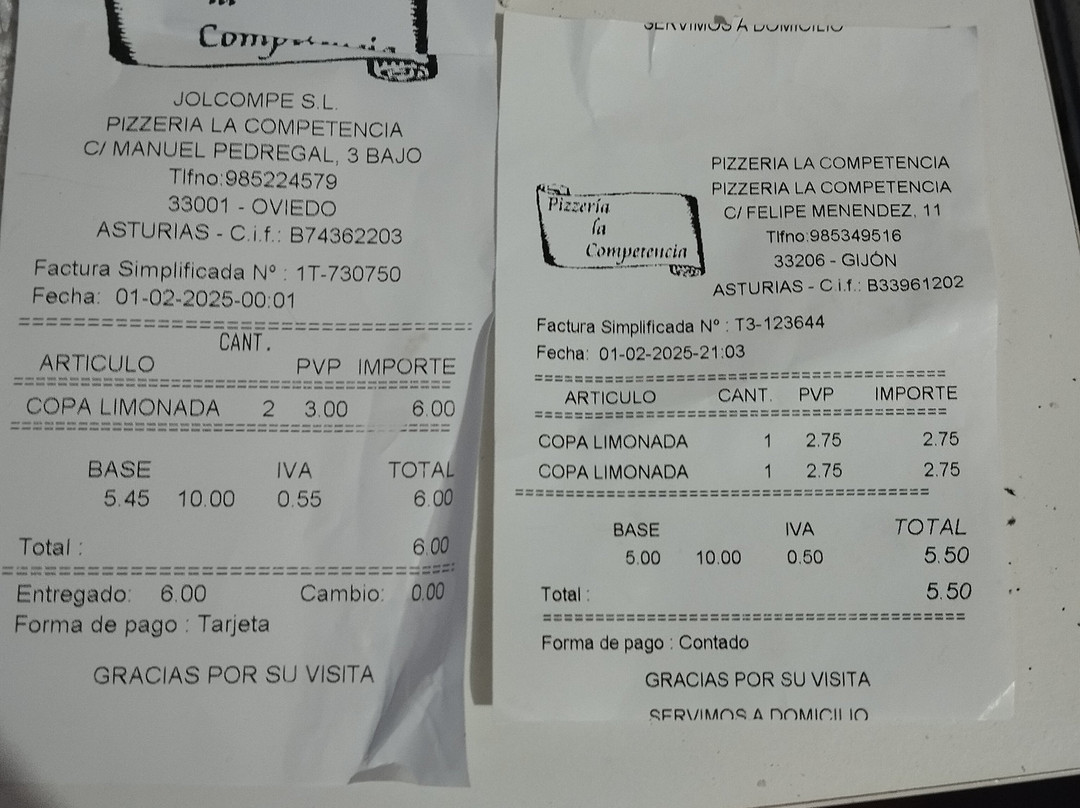 Competencia
JOLCOMPE S.L.
PIZZERIA LA COMPETENCIA
C/ MANUEL PEDREGAL, 3 BAJO
Tlfno:985224579
33001 - OVIEDO
ASTURIAS - C.i.f.: B74362203
Factura Simplificada Nº : 1T-730750
Fecha: 01-02-2025-00:01
CANT.
ARTICULO PVP IMPORTE
COPA LIMONADA 2 3.00 6.00
BASE IVA TOTAL
5.45 10.00 0.55 6.00
Total : 6.00
Entregado: 6.00 Cambio: 0.00
Forma de pago : Tarjeta
GRACIAS POR SU VISITA
SERVIMOS A DOMICILIO
Pizzería
la
Competencia
PIZZERIA LA COMPETENCIA
PIZZERIA LA COMPETENCIA
C/ FELIPE MENENDEZ, 11
Tlfno:985349516
33206 - GIJÓN
ASTURIAS - C.i.f.: B33961202
Factura Simplificada Nº : T3-123644
Fecha: 01-02-2025-21:03
ARTICULO CANT. PVP IMPORTE
COPA LIMONADA 1 2.75 2.75
COPA LIMONADA 1 2.75 2.75
BASE IVA TOTAL
5.00 10.00 0.50 5.50
Total : 5.50
Forma de pago : Contado
GRACIAS POR SU VISITA
SERVIMOS A DOMICILIO